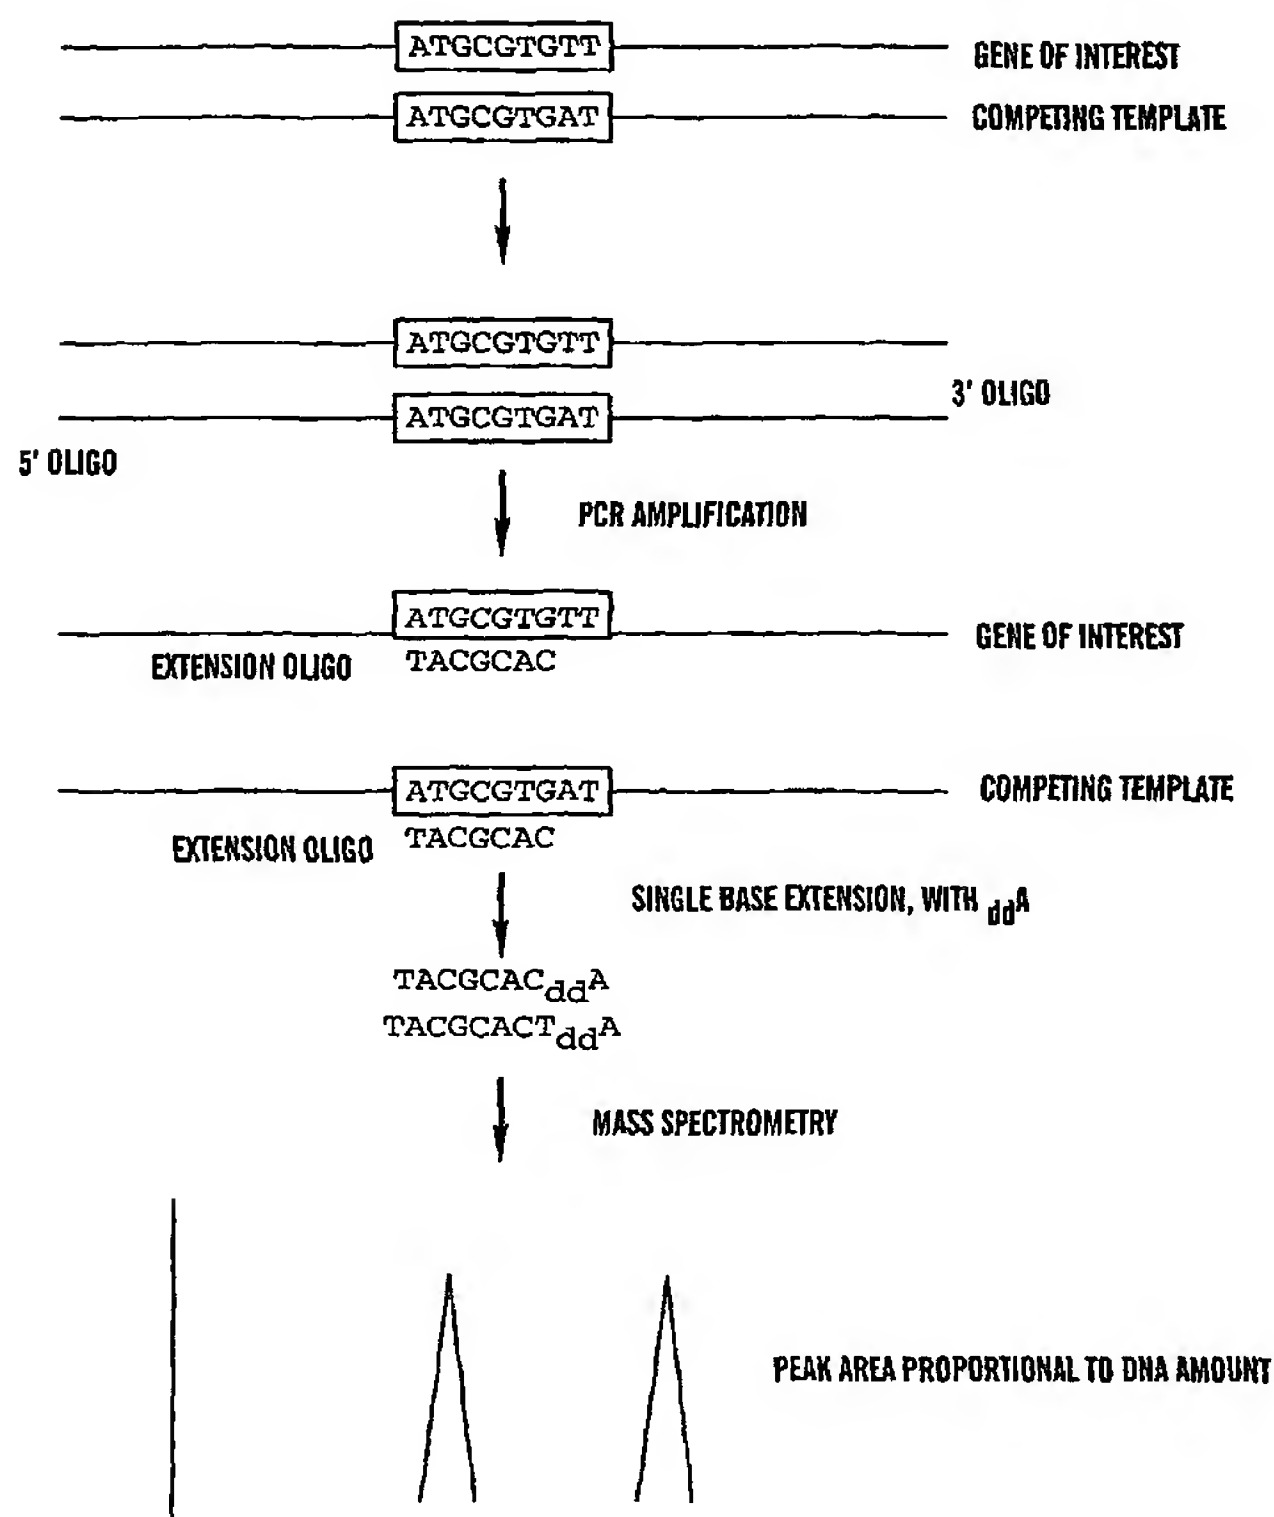 ATGCGTGTT GENE OF INTEREST
ATGCGTGAT COMPETING TEMPLATE
ATGCGTGTT
3' OLIGO
ATGCGTGAT
5' OLIGO
PCR AMPLIFICATION
ATGCGTGTT
GENE OF INTEREST
EXTENSION OLIGO TACGCAC
ATGCGTGAT COMPETING TEMPLATE
EXTENSION OLIGO TACGCAC
SINGLE BASE EXTENSION, WITH ddA
TACGCACddA
TACGCACTddA
MASS SPECTROMETRY
PEAK AREA PROPORTIONAL TO DNA AMOUNT